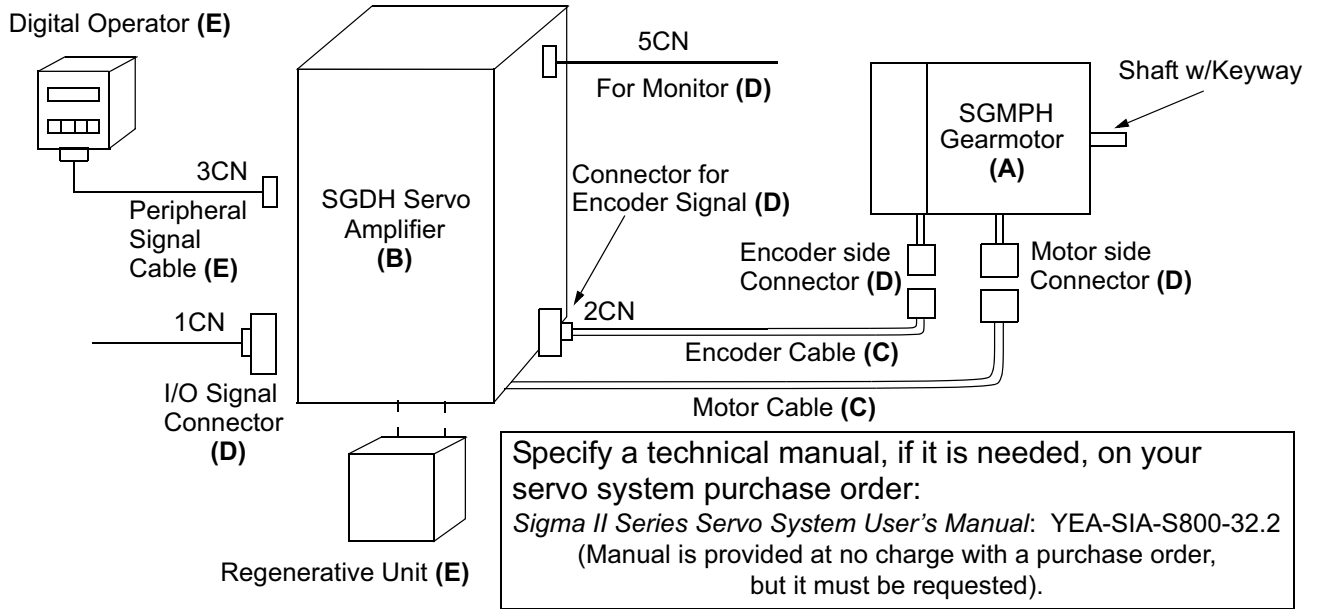 Digital Operator (E)
3CN
Peripheral
Signal
Cable (E)
1CN
I/O Signal
Connector
(D)
SGDH Servo
Amplifier
(B)
Regenerative Unit (E)
5CN
For Monitor (D)
Connector for
Encoder Signal (D)
2CN
Encoder Cable (C)
Motor Cable (C)
SGMPH
Gearmotor
(A)
Shaft w/Keyway
Encoder side
Connector (D)
Motor side
Connector (D)
Specify a technical manual, if it is needed, on your
servo system purchase order:
Sigma II Series Servo System User's Manual: YEA-SIA-S800-32.2
(Manual is provided at no charge with a purchase order,
but it must be requested).